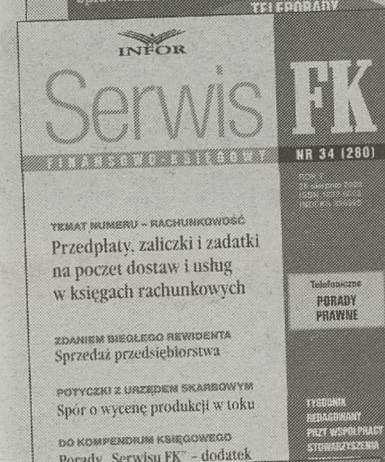 TELEPORADY
INFOR
Serwis FK
FINANSOWO-KSIĘGOWY
NR 34 (280)
TEMAT NUMERU – RACHUNKOWOŚĆ
Przedpłaty, zaliczki i zadatki
na poczet dostaw i usług
w księgach rachunkowych
Telefoniczne
PORADY
PRAWNE
ZDANIEM BIEGŁEGO REWIDENTA
Sprzedaż przedsiębiorstwa
POTYCZKI Z URZĘDEM SKARBOWYM
Spór o wycenę produkcji w toku
DO KOMPENDIUM KSIĘGOWEGO
Porady „Serwisu FK” – dodatek
TYGODNIK
REDAGOWANY
PRZY WSPÓŁPRACY
STOWARZYSZENIA